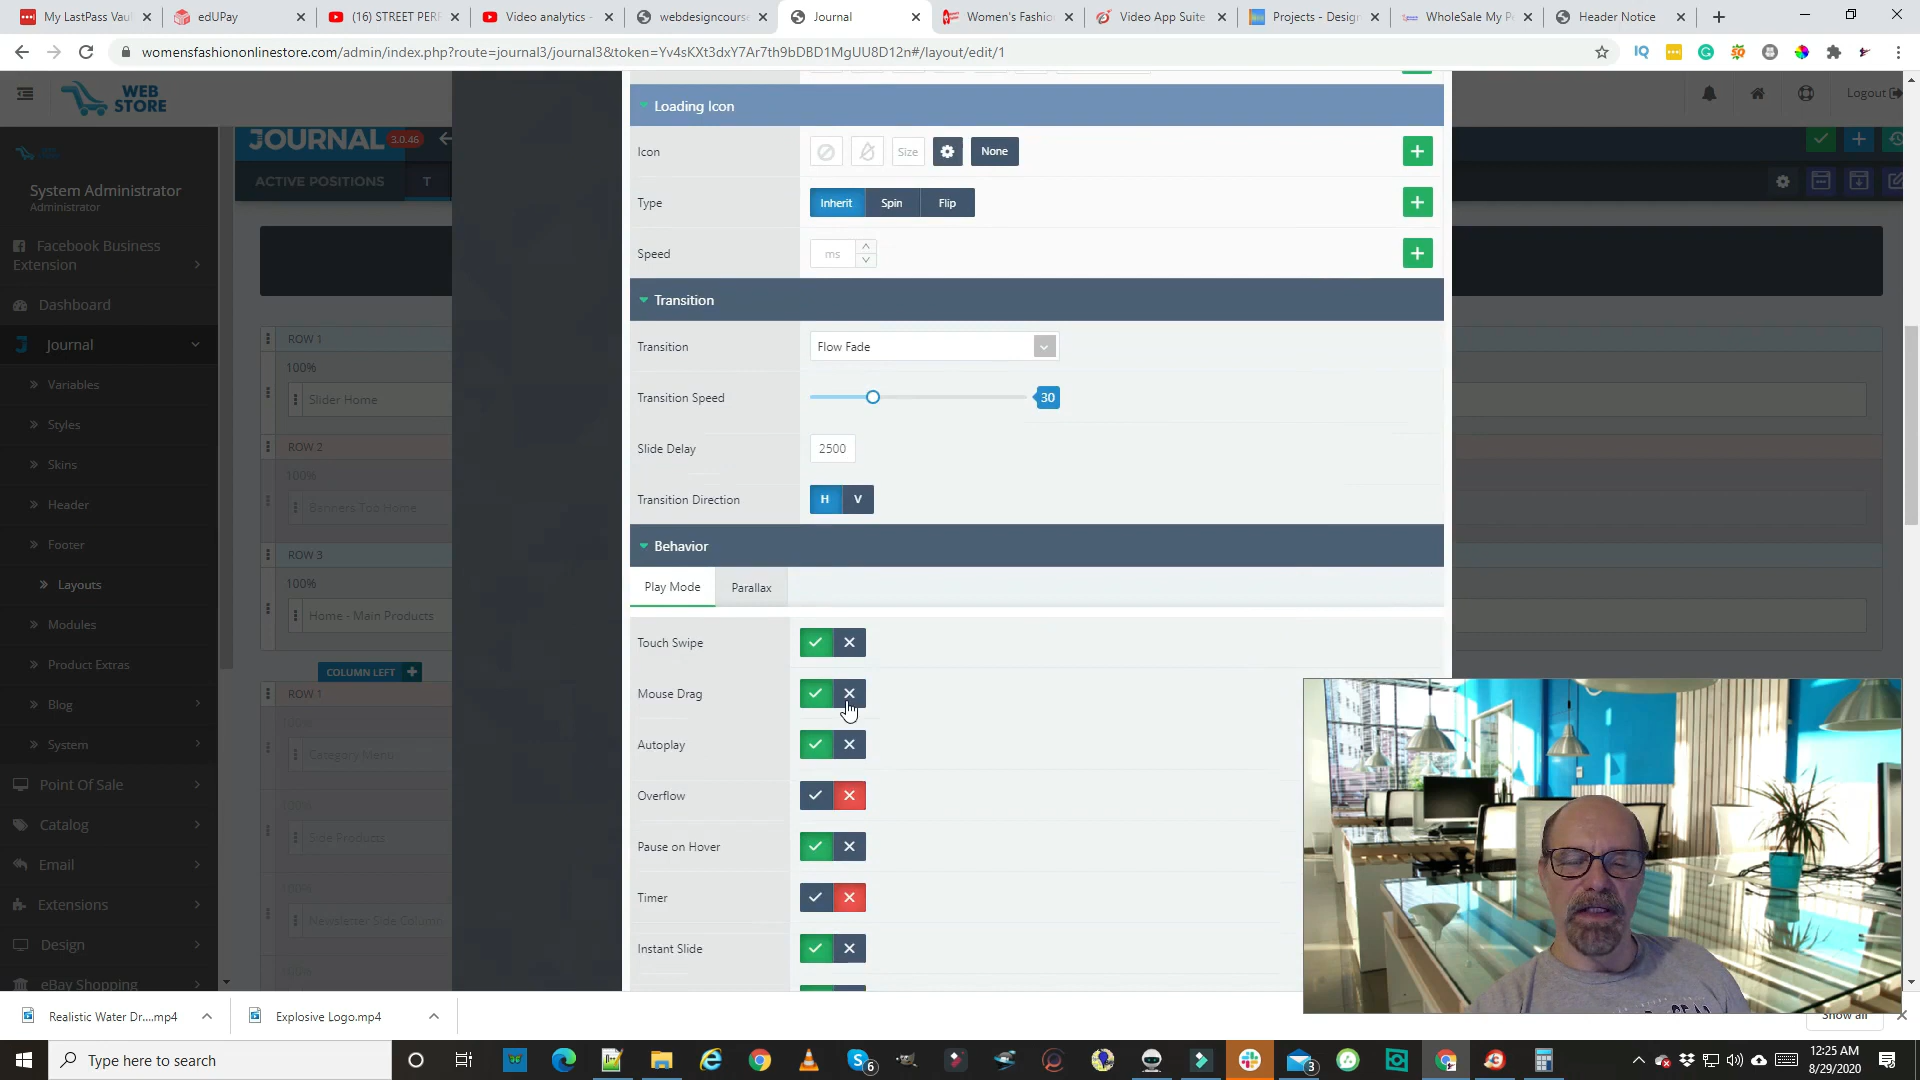 My LastPass Vau
edUPay
(16) STREET PERF
Video analytics -
webdesigncours
Journal
Women's Fashio
Video App Suite
Projects - Design
WholeSale My P
Header Notice
womensfashiononlinestore.com/admin/index.php?route=journal3/journal3&token=Yv4sKXt3dxY7Ar7th9bDBD1MgUU8D12n#/layout/edit/1
WEB STORE
Logout
JOURNAL 3.0.46
ACTIVE POSITIONS
T
System Administrator
Administrator
Facebook Business Extension
Dashboard
Journal
Variables
Styles
Skins
Header
Footer
Layouts
Modules
Product Extras
Blog
System
Point Of Sale
Catalog
Email
Extensions
Design
eBay Shopping
ROW 1
100%
Slider Home
ROW 2
100%
Banners Top Home
ROW 3
100%
Home - Main Products
COLUMN LEFT
ROW 1
100%
Category Menu
Side Products
Newsletter Side Column
Loading Icon
Icon
Size
None
Type
Inherit Spin Flip
Speed
ms
Transition
Transition
Flow Fade
Transition Speed
30
Slide Delay
2500
Transition Direction
H V
Behavior
Play Mode Parallax
Touch Swipe
Mouse Drag
Autoplay
Overflow
Pause on Hover
Timer
Instant Slide
Realistic Water Dr....mp4
Explosive Logo.mp4
Show all
Type here to search
6
3
12:25 AM
8/29/2020